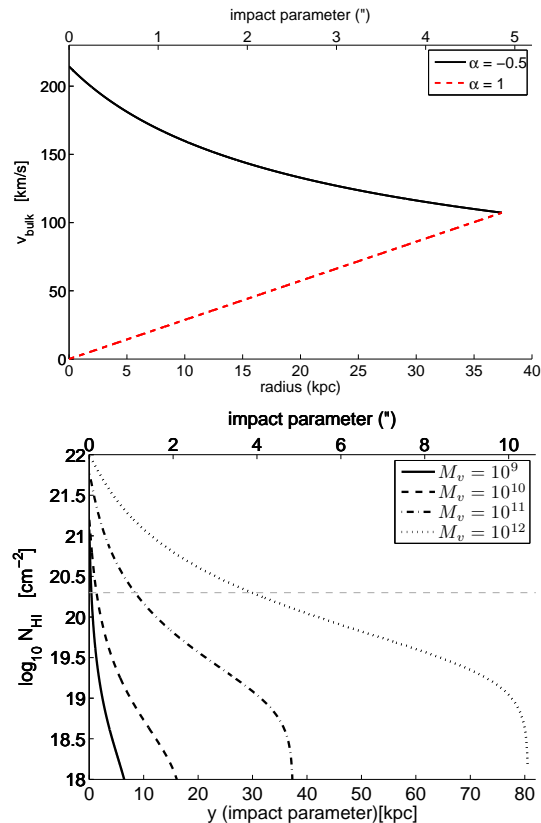 impact parameter (")
0 1 2 3 4 5
α = −0.5
α = 1
v_bulk [km/s]
200
150
100
50
0
0 5 10 15 20 25 30 35 40
radius (kpc)
impact parameter (")
0 2 4 6 8 10
M_v = 10^9
M_v = 10^10
M_v = 10^11
M_v = 10^12
log_10 N_HI [cm^−2]
22
21.5
21
20.5
20
19.5
19
18.5
18
0 10 20 30 40 50 60 70 80
y (impact parameter)[kpc]